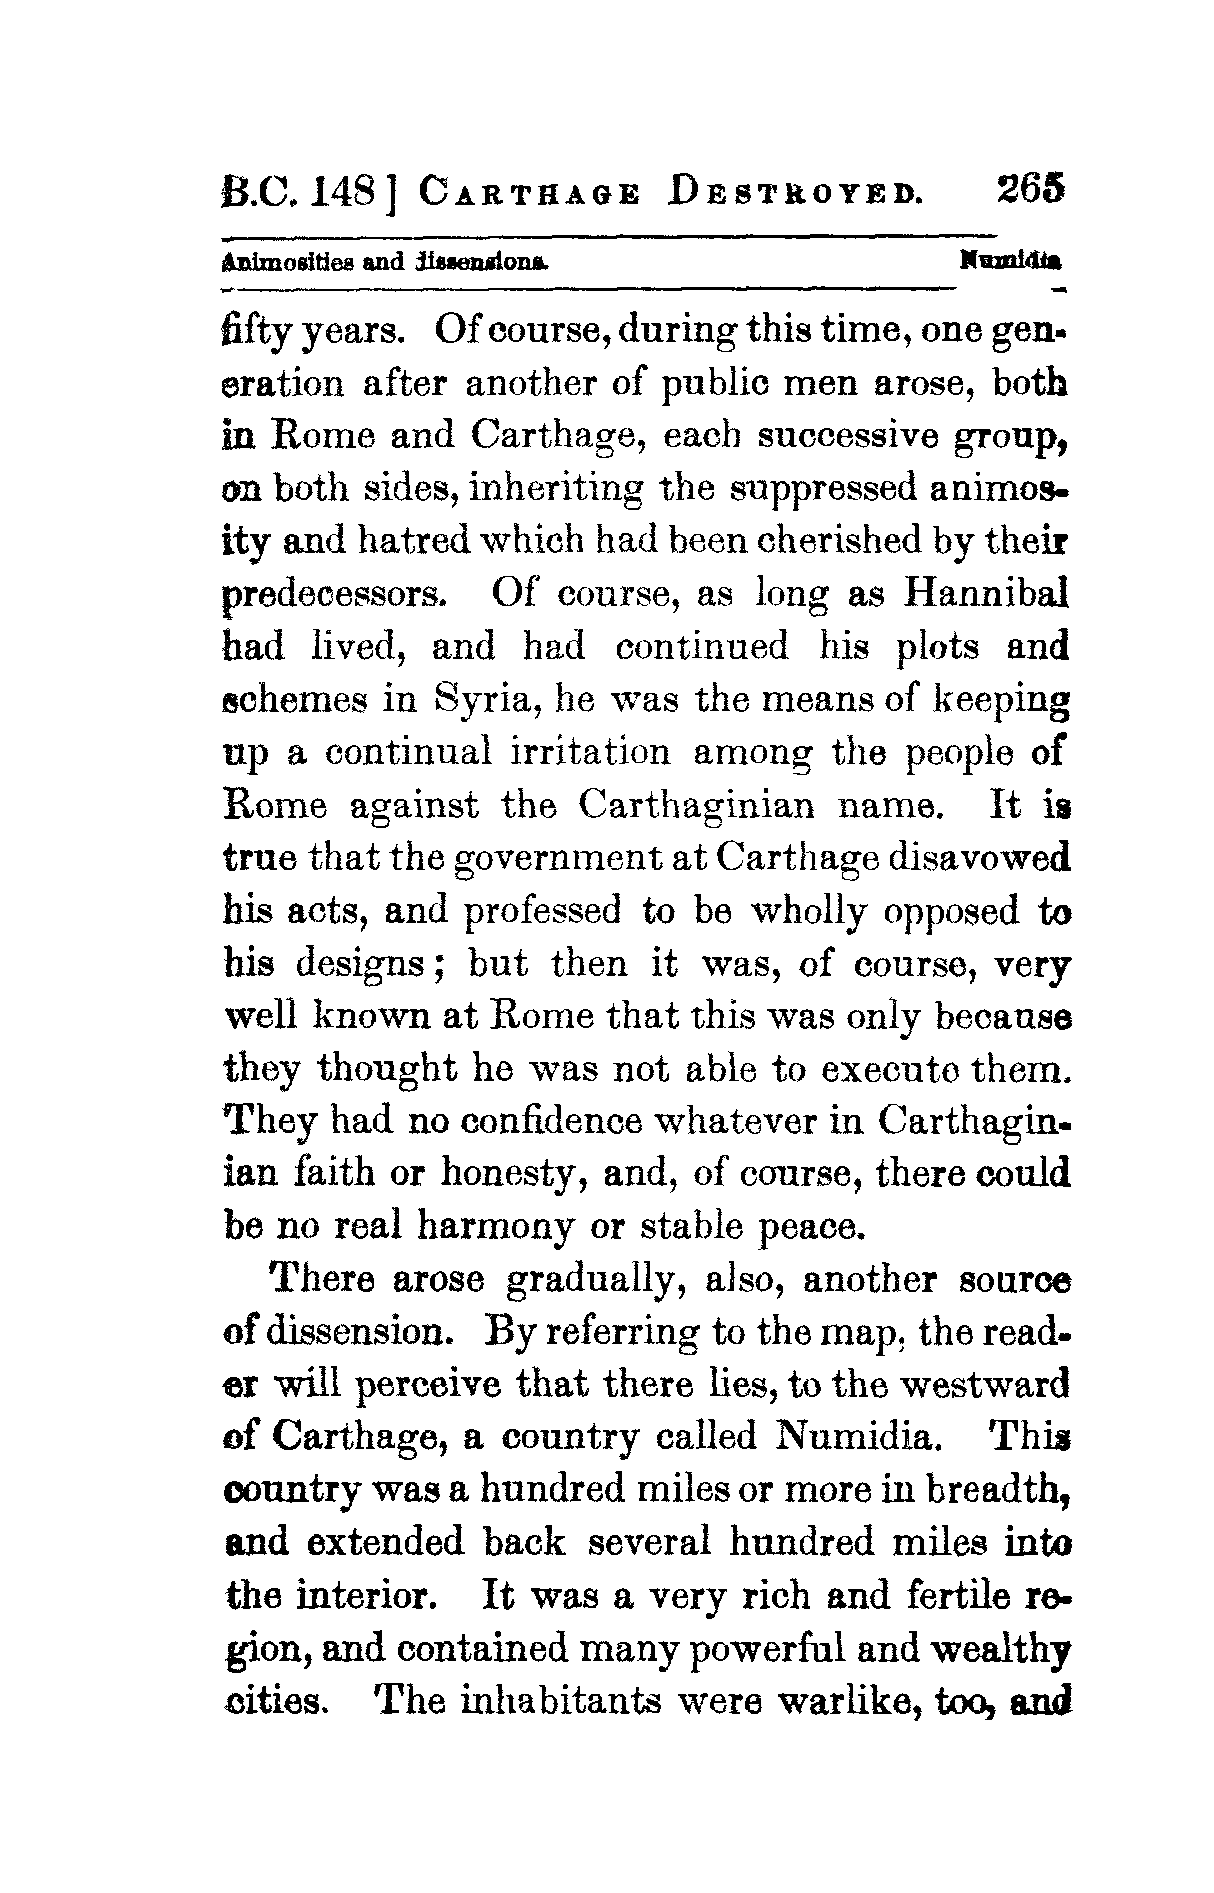 B.C. 148] CARTHAGE DESTROYED. 265
Animosities and dissensions. Numidia
fifty years. Of course, during this time, one gen-
eration after another of public men arose, both
in Rome and Carthage, each successive group,
on both sides, inheriting the suppressed animos-
ity and hatred which had been cherished by their
predecessors. Of course, as long as Hannibal
had lived, and had continued his plots and
schemes in Syria, he was the means of keeping
up a continual irritation among the people of
Rome against the Carthaginian name. It is
true that the government at Carthage disavowed
his acts, and professed to be wholly opposed to
his designs; but then it was, of course, very
well known at Rome that this was only because
they thought he was not able to execute them.
They had no confidence whatever in Carthagin-
ian faith or honesty, and, of course, there could
be no real harmony or stable peace.
There arose gradually, also, another source
of dissension. By referring to the map, the read-
er will perceive that there lies, to the westward
of Carthage, a country called Numidia. This
country was a hundred miles or more in breadth,
and extended back several hundred miles into
the interior. It was a very rich and fertile re-
gion, and contained many powerful and wealthy
cities. The inhabitants were warlike, too, and